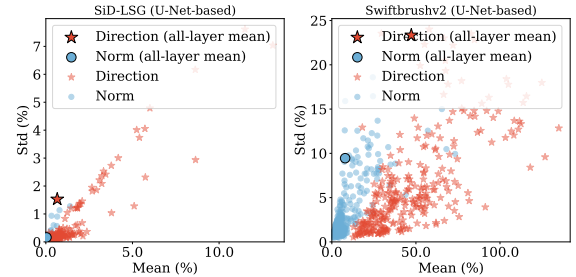 SiD-LSG (U-Net-based)
Std (%)
7
6
5
4
3
2
1
0
Direction (all-layer mean)
Norm (all-layer mean)
Direction
Norm
0.0
5.0
10.0
Mean (%)
Swiftbrushv2 (U-Net-based)
Std (%)
25
20
15
10
5
0
Direction (all-layer mean)
Norm (all-layer mean)
Direction
Norm
0.0
50.0
100.0
Mean (%)